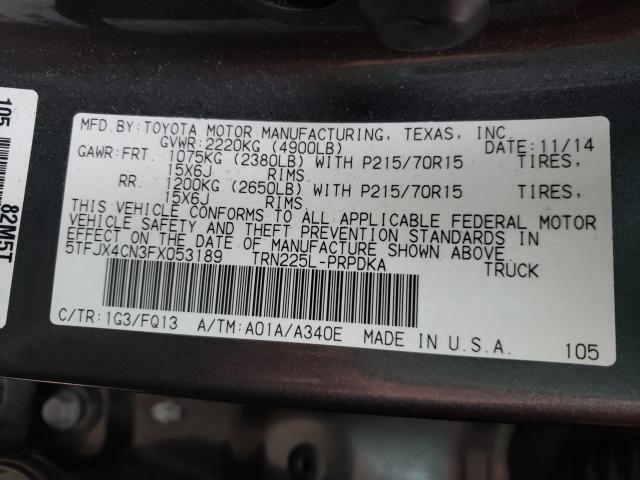 MFD.BY:TOYOTA MOTOR MANUFACTURING, TEXAS, INC.
GVWR:2220KG (4900LB) DATE:11/14
GAWR:FRT. 1075KG (2380LB) WITH P215/70R15 TIRES,
15X6J RIMS
RR. 1200KG (2650LB) WITH P215/70R15 TIRES,
15X6J RIMS
THIS VEHICLE CONFORMS TO ALL APPLICABLE FEDERAL MOTOR
VEHICLE SAFETY AND THEFT PREVENTION STANDARDS IN
EFFECT ON THE DATE OF MANUFACTURE SHOWN ABOVE.
5TFJX4CN3FX053189 TRN225L-PRPDKA TRUCK
C/TR:1G3/FQ13 A/TM:A01A/A340E MADE IN U.S.A.
105
105
82M5T